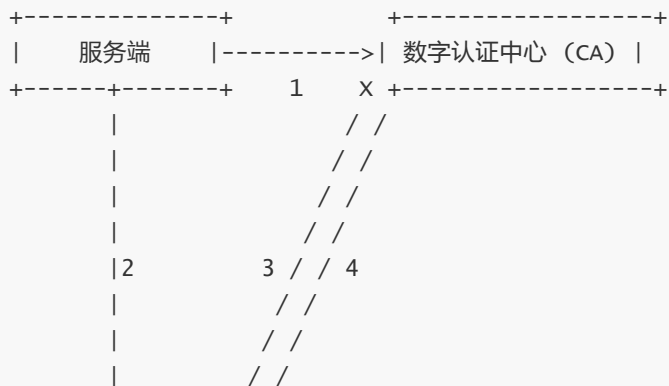 +--------------+           +------------------+
|    服务端    |---------->| 数字认证中心 (CA) |
+------+-------+    1    X +------------------+
       |                / /
       |               / /
       |              / /
       |             / /
       |2         3 / / 4
       |           / /
       |          / /
       |         / /